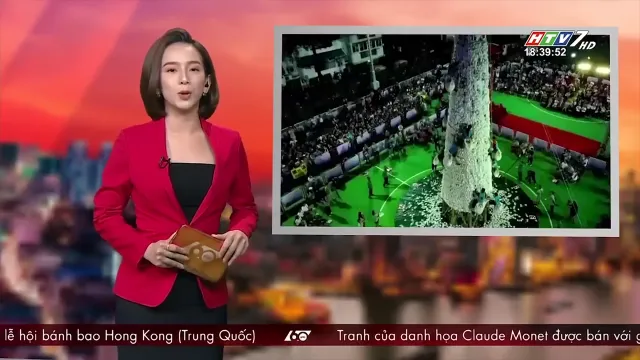 HTV7 HD
18:39:52
lễ hội bánh bao Hong Kong (Trung Quốc) 60 Tranh của danh họa Claude Monet được bán với g